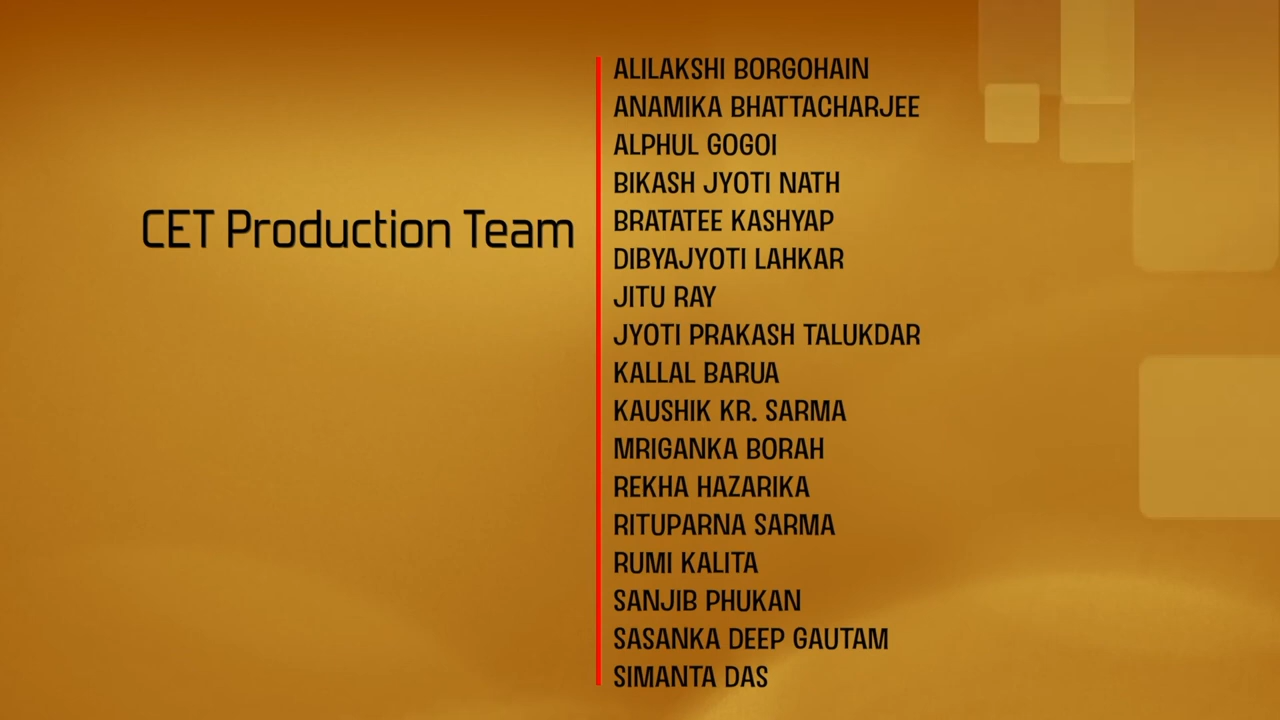 CET Production Team
ALILAKSHI BORGOHAIN
ANAMIKA BHATTACHARJEE
ALPHUL GOGOI
BIKASH JYOTI NATH
BRATATEE KASHYAP
DIBYAJYOTI LAHKAR
JITU RAY
JYOTI PRAKASH TALUKDAR
KALLAL BARUA
KAUSHIK KR. SARMA
MRIGANKA BORAH
REKHA HAZARIKA
RITUPARNA SARMA
RUMI KALITA
SANJIB PHUKAN
SASANKA DEEP GAUTAM
SIMANTA DAS